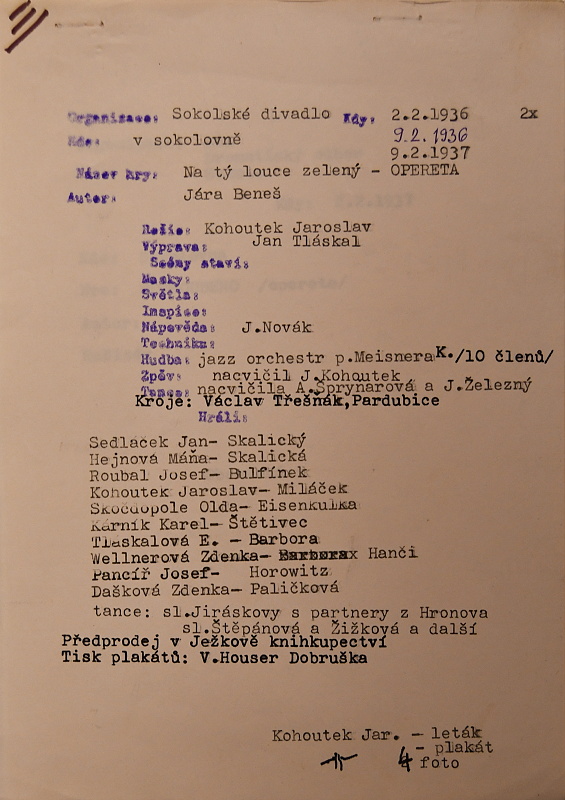 Organisace: Sokolské divadlo Kdy: 2.2.1936 2x
Kde: v sokolovně 9.2.1936
9.2.1937
Název hry: Na tý louce zelený - OPERETA
Autor: Jára Beneš
Režie: Kohoutek Jaroslav
Výprava: Jan Tláskal
Scénu staví:
Masky:
Světla:
Inspice:
Nápověda: J.Novák
Technika:
Hudba: jazz orchestr p.Meisnera K./10 členů/
Zpěv: nacvičil J.Kohoutek
Tance: nacvičila A.Šprynarová a J.Železný
Kroje: Václav Třešňák,Pardubice
Hráli:
Sedláček Jan- Skalický
Hejnová Máňa- Skalická
Roubal Josef- Bulfínek
Kohoutek Jaroslav- Miláček
Škočdopole Olda- Eisenkulka
Kárník Karel- Štětivec
Tláskalová E. - Barbora
Wellnerová Zdenka- Barbora Hanči
Pancíř Josef- Horowitz
Dašková Zdenka- Paličková
tance: sl.Jiráskovy s partnery z Hronova
sl.Štěpánová a Žižková a další
Předprodej v Ježkově knihkupectví
Tisk plakátů: V.Houser Dobruška
Kohoutek Jar. - leták
- plakát
4 foto